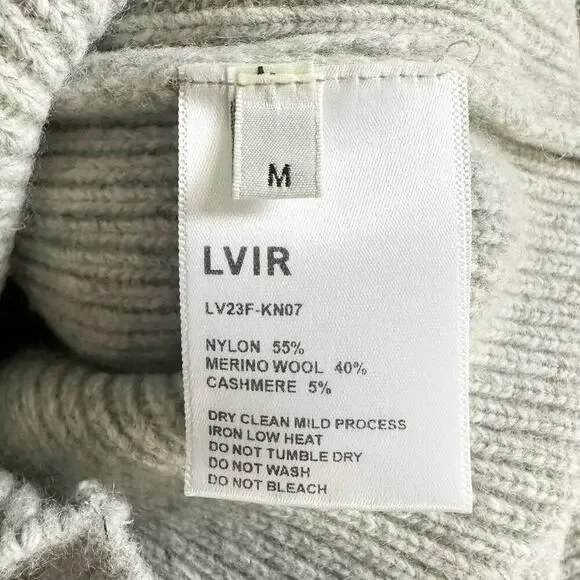 M
LVIR
LV23F-KN07
NYLON 55%
MERINO WOOL 40%
CASHMERE 5%
DRY CLEAN MILD PROCESS
IRON LOW HEAT
DO NOT TUMBLE DRY
DO NOT WASH
DO NOT BLEACH